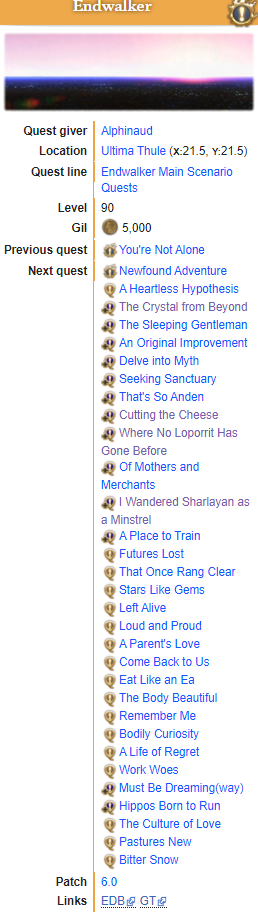 Endwalker
Quest giver Alphinaud
Location Ultima Thule (X:21.5, Y:21.5)
Quest line Endwalker Main Scenario
Quests
Level 90
Gil 5,000
Previous quest You're Not Alone
Next quest Newfound Adventure
A Heartless Hypothesis
The Crystal from Beyond
The Sleeping Gentleman
An Original Improvement
Delve into Myth
Seeking Sanctuary
That's So Anden
Cutting the Cheese
Where No Loporrit Has
Gone Before
Of Mothers and
Merchants
I Wandered Sharlayan as
a Minstrel
A Place to Train
Futures Lost
That Once Rang Clear
Stars Like Gems
Left Alive
Loud and Proud
A Parent's Love
Come Back to Us
Eat Like an Ea
The Body Beautiful
Remember Me
Bodily Curiosity
A Life of Regret
Work Woes
Must Be Dreaming(way)
Hippos Born to Run
The Culture of Love
Pastures New
Bitter Snow
Patch 6.0
Links EDB GT